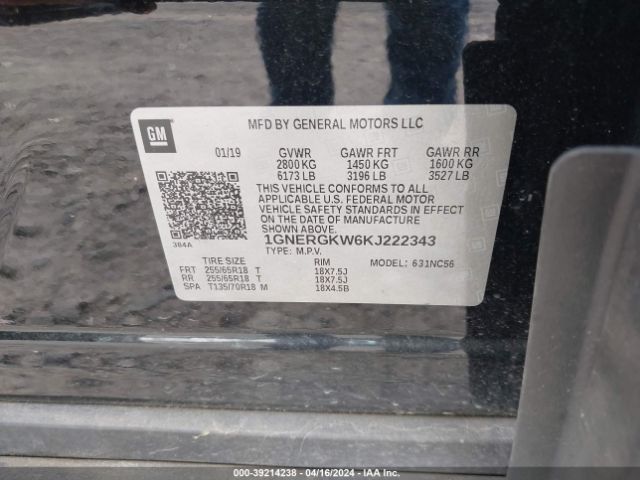 GM
MFD BY GENERAL MOTORS LLC
01/19 GVWR GAWR FRT GAWR RR
2800 KG 1450 KG 1600 KG
6173 LB 3196 LB 3527 LB
THIS VEHICLE CONFORMS TO ALL
APPLICABLE U.S. FEDERAL MOTOR
VEHICLE SAFETY STANDARDS IN EFFECT
ON THE DATE OF MANUFACTURE
SHOWN ABOVE
384A 1GNERGKW6KJ222343
TYPE: M.P.V.
TIRE SIZE RIM MODEL: 631NC56
FRT 255/65R18 T 18X7.5J
RR 255/65R18 T 18X7.5J
SPA T135/70R18 M 18X4.5B
000-39214238 - 04/16/2024 - IAA Inc.